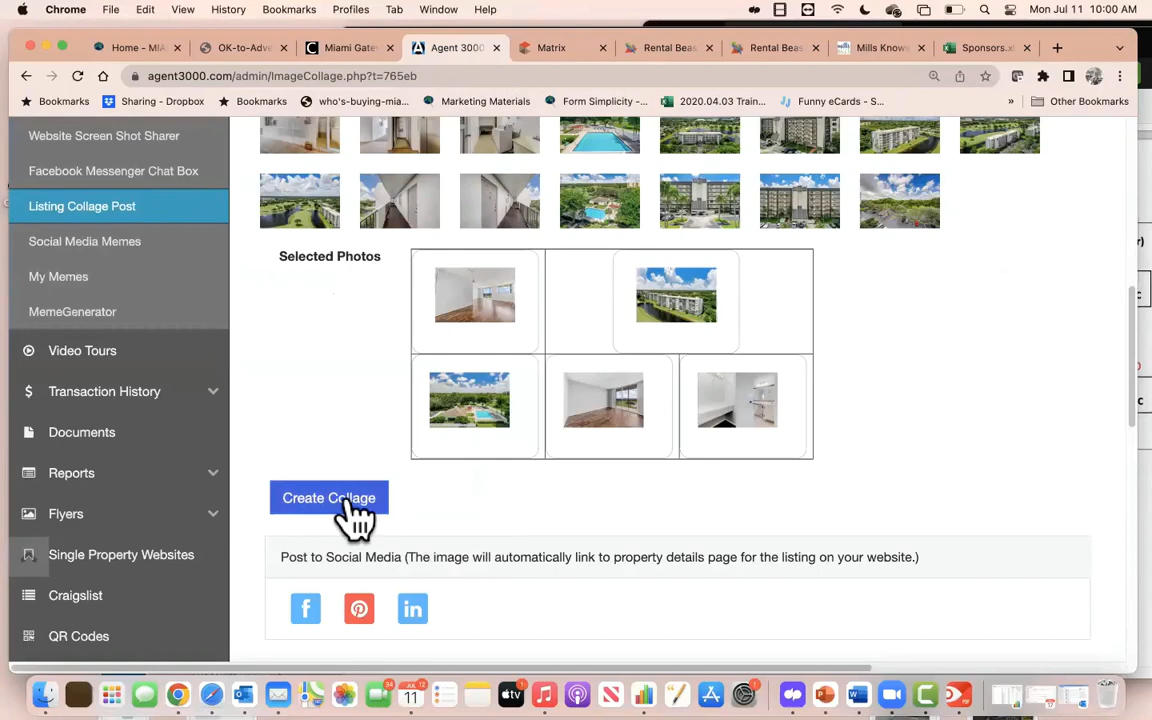 Chrome File Edit View History Bookmarks Profiles Tab Window Help Mon Jul 11 10:00 AM
Home - MIA OK-to-Adve Miami Gatew Agent 3000 Matrix Rental Beas Rental Beas Mills Know Sponsors.xl
agent3000.com/admin/ImageCollage.php?t=765eb
Bookmarks Sharing - Dropbox Bookmarks who's-buying-mia... Marketing Materials Form Simplicity -... 2020.04.03 Train... Funny eCards - S... » Other Bookmarks
Website Screen Shot Sharer
Facebook Messenger Chat Box
Listing Collage Post
Social Media Memes
My Memes
MemeGenerator
Video Tours
Transaction History
Documents
Reports
Flyers
Single Property Websites
Craigslist
QR Codes
Selected Photos
Create Collage
Post to Social Media (The image will automatically link to property details page for the listing on your website.)